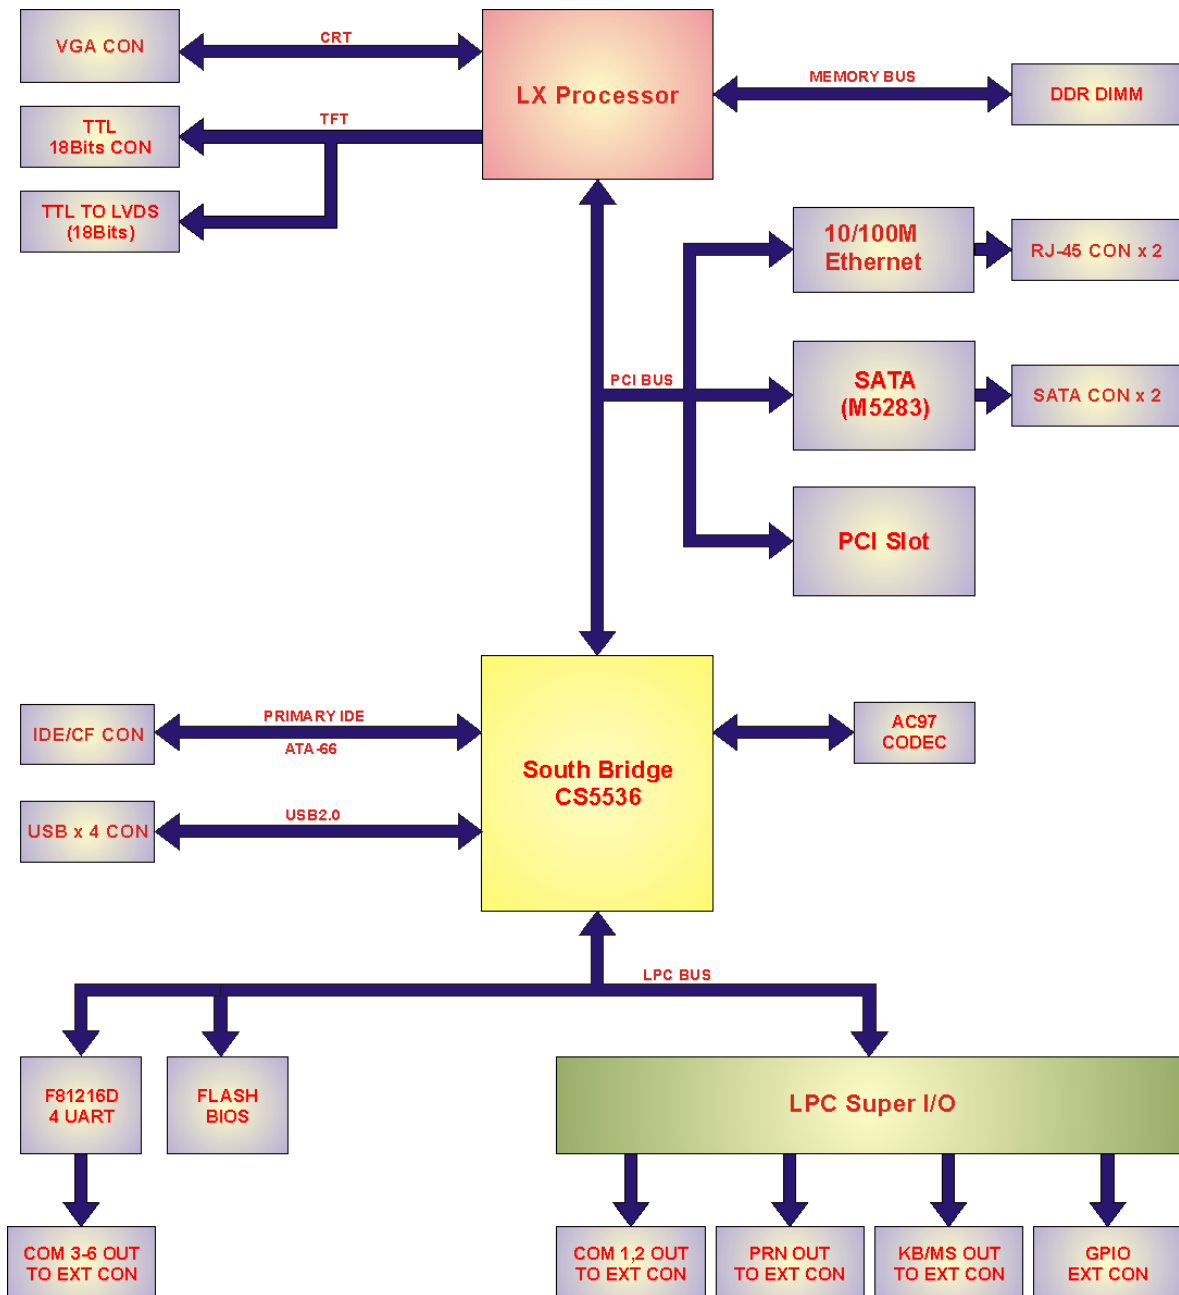 VGA CON
CRT
LX Processor
MEMORY BUS
DDR DIMM
TTL
18Bits CON
TFT
TTL TO LVDS
(18Bits)
10/100M
Ethernet
RJ-45 CON x 2
PCI BUS
SATA
(M5283)
SATA CON x 2
PCI Slot
IDE/CF CON
PRIMARY IDE
ATA-66
South Bridge
CS5536
AC97
CODEC
USB x 4 CON
USB2.0
LPC BUS
F81216D
4 UART
FLASH
BIOS
LPC Super I/O
COM 3-6 OUT
TO EXT CON
COM 1,2 OUT
TO EXT CON
PRN OUT
TO EXT CON
KB/MS OUT
TO EXT CON
GPIO
EXT CON